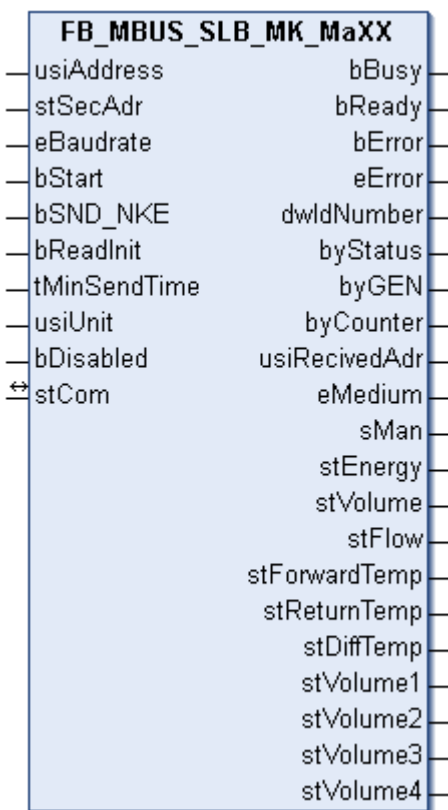 FB_MBUS_SLB_MK_MaXX
usiAddress bBusy
stSecAdr bReady
eBaudrate bError
bStart eError
bSND_NKE dwIdNumber
bReadInit byStatus
tMinSendTime byGEN
usiUnit byCounter
bDisabled usiRecivedAdr
stCom eMedium
sMan
stEnergy
stVolume
stFlow
stForwardTemp
stReturnTemp
stDiffTemp
stVolume1
stVolume2
stVolume3
stVolume4